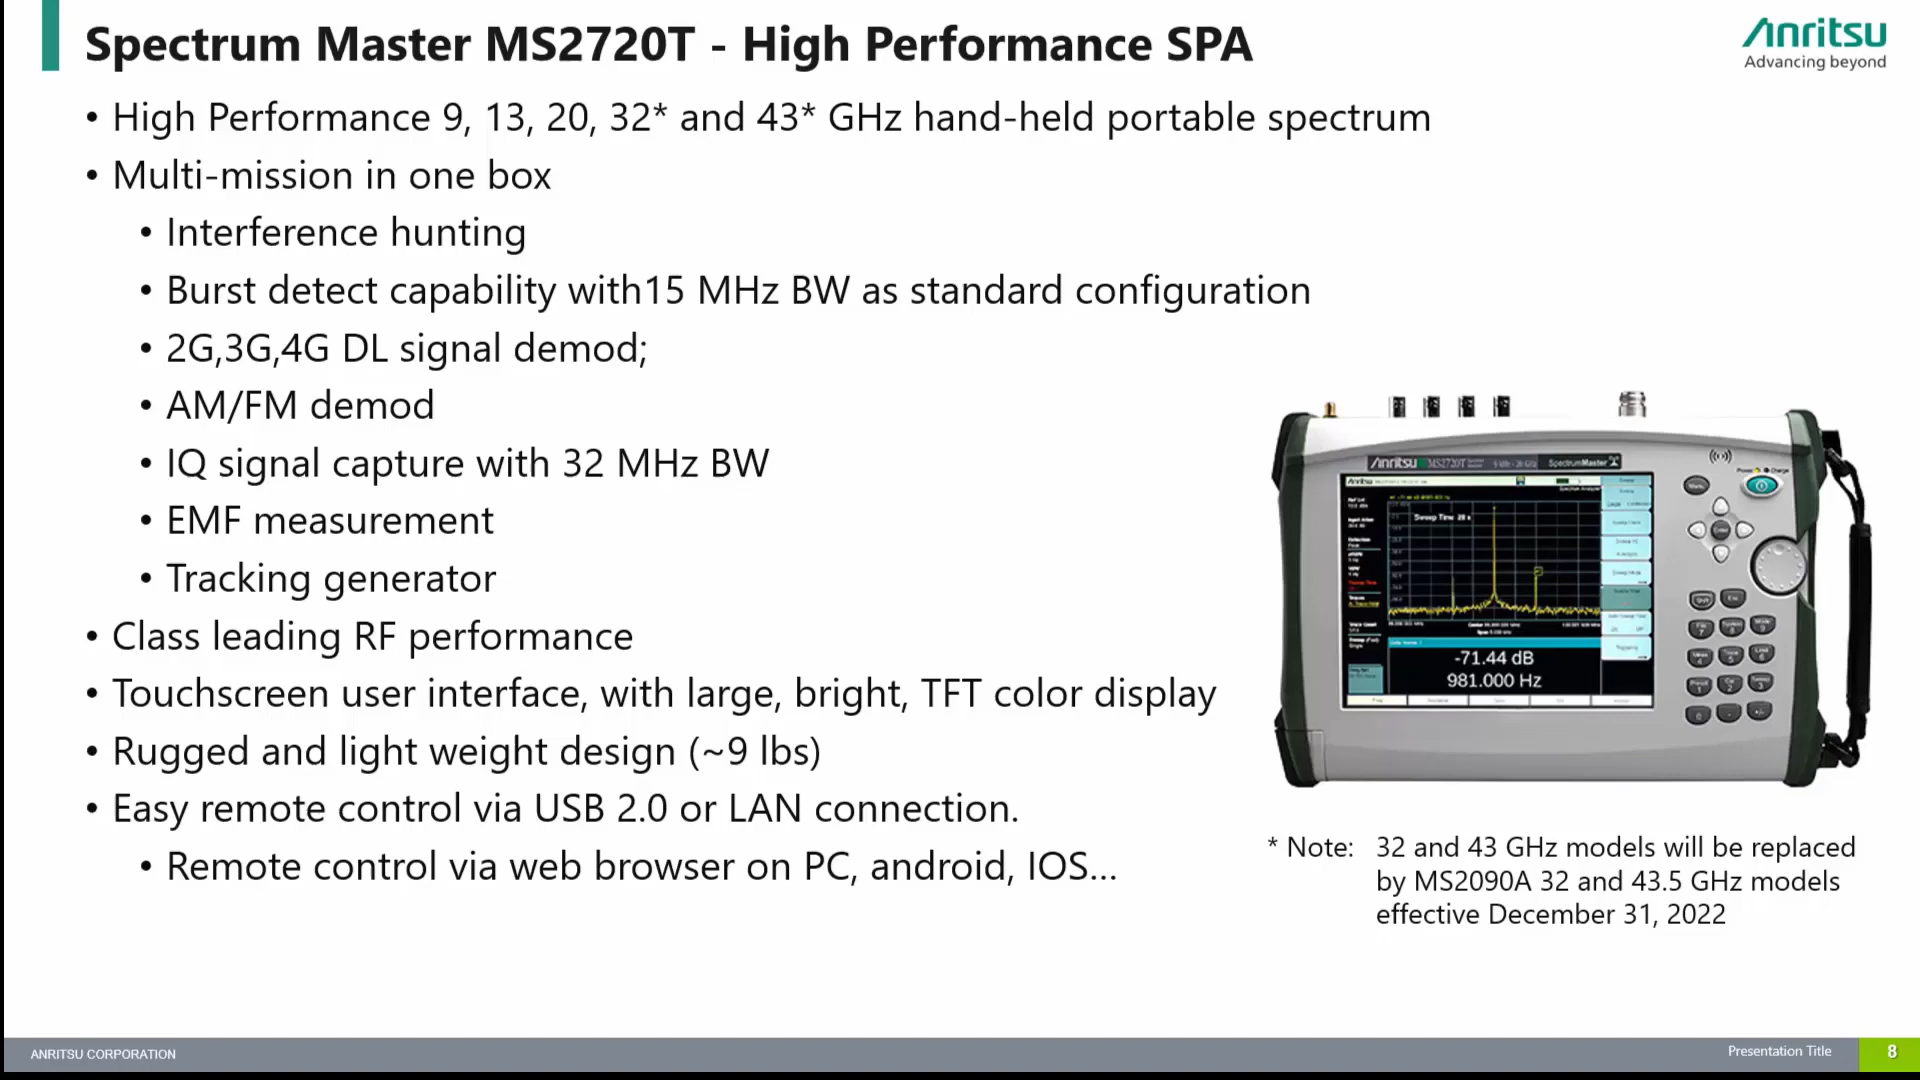 Spectrum Master MS2720T - High Performance SPA
Anritsu
Advancing beyond
• High Performance 9, 13, 20, 32* and 43* GHz hand-held portable spectrum
• Multi-mission in one box
• Interference hunting
• Burst detect capability with15 MHz BW as standard configuration
• 2G,3G,4G DL signal demod;
• AM/FM demod
• IQ signal capture with 32 MHz BW
• EMF measurement
• Tracking generator
• Class leading RF performance
• Touchscreen user interface, with large, bright, TFT color display
• Rugged and light weight design (~9 lbs)
• Easy remote control via USB 2.0 or LAN connection.
• Remote control via web browser on PC, android, IOS...
Anritsu MS2720T SpectrumMaster
Sweep Time 28 s
-71.44 dB
981.000 Hz
* Note: 32 and 43 GHz models will be replaced
by MS2090A 32 and 43.5 GHz models
effective December 31, 2022
ANRITSU CORPORATION
Presentation Title
8